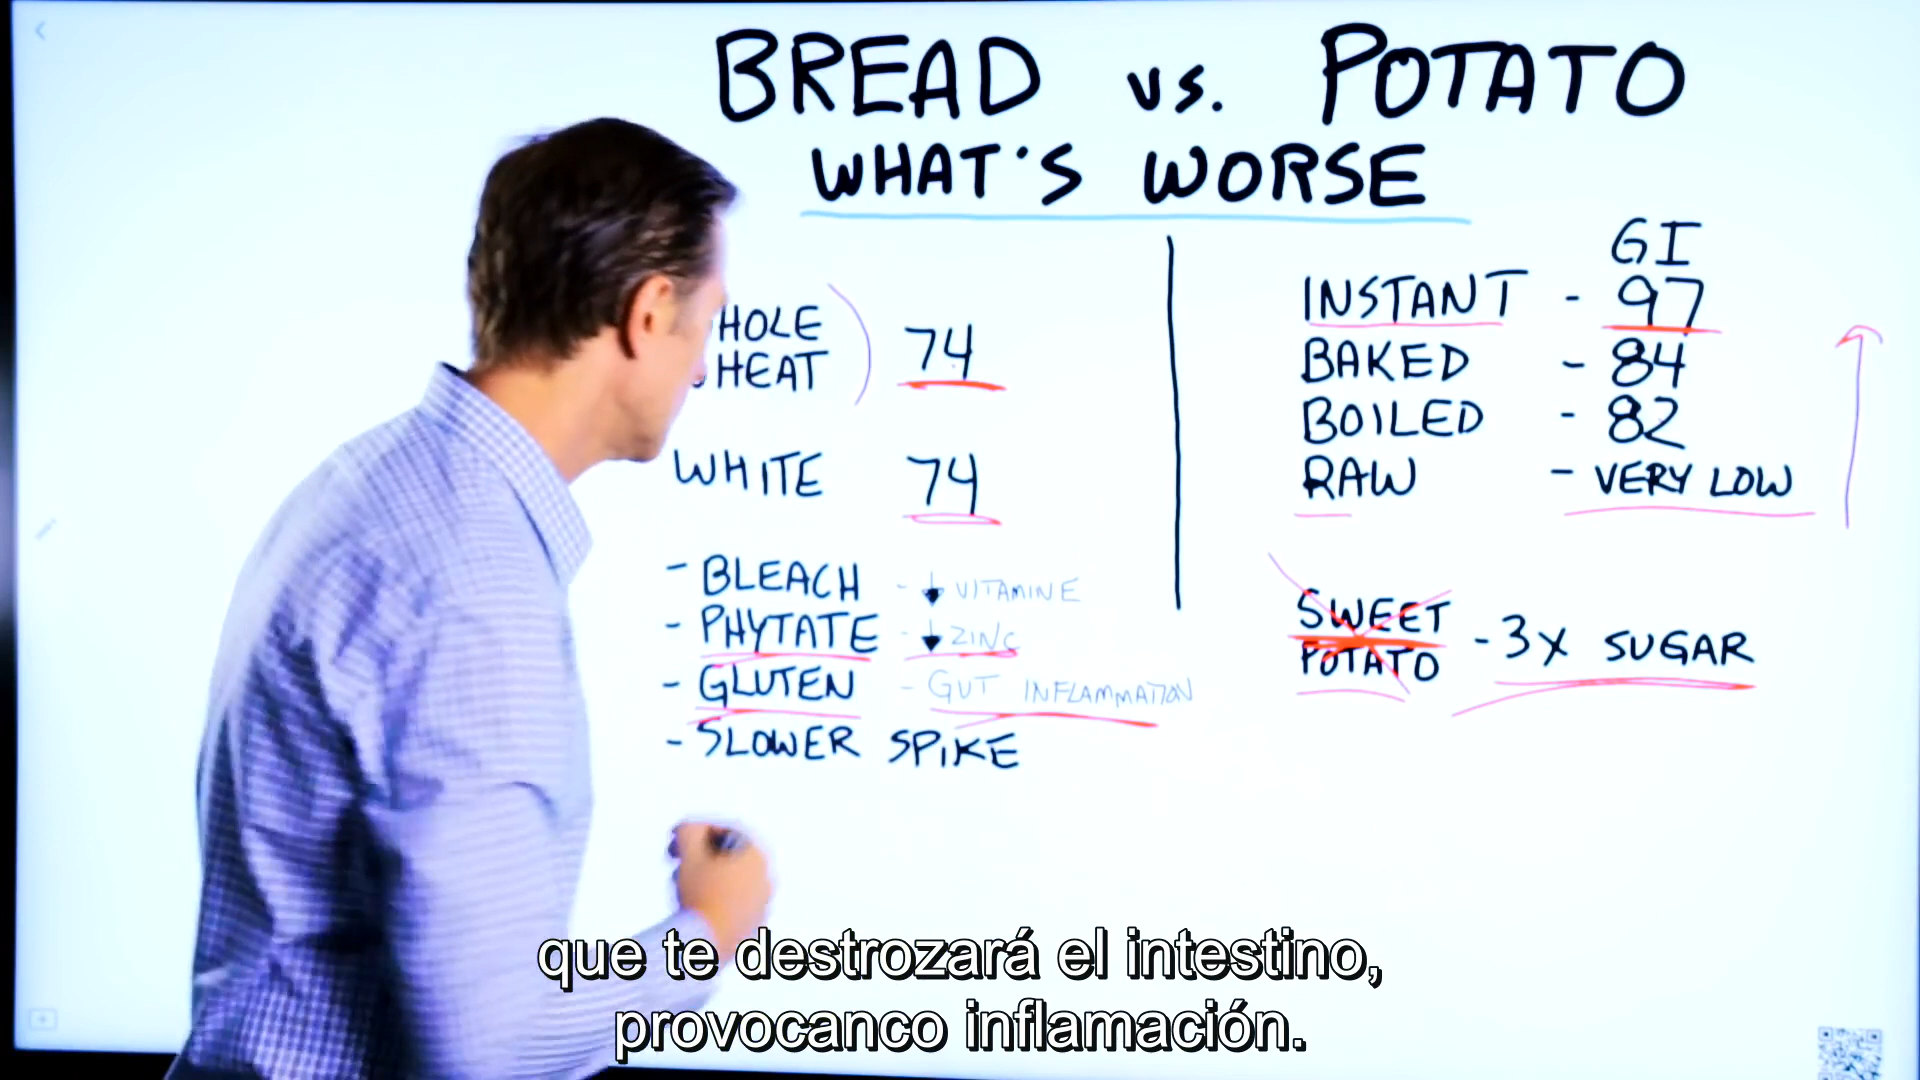 BREAD vs. POTATO
WHAT'S WORSE
HOLE
HEAT
74
WHITE 74
- BLEACH - ↓ VITAMINE
- PHYTATE - ↓ ZINC
- GLUTEN - GUT INFLAMMATION
- SLOWER SPIKE
GI
INSTANT - 97
BAKED - 84
BOILED - 82
RAW - VERY LOW
SWEET
POTATO - 3X SUGAR
que te destrozará el intestino,
provocanco inflamación.